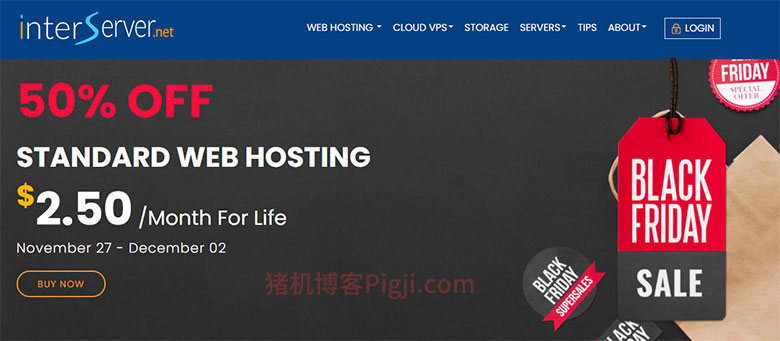 interServer.net
WEB HOSTING CLOUD VPS STORAGE SERVERS TIPS ABOUT LOGIN
50% OFF
STANDARD WEB HOSTING
$2.50 /Month For Life
November 27 - December 02
BUY NOW
猪机博客Pigji.com
FRIDAY
SPECIAL OFFER
BLACK
FRIDAY
SALE
BLACK
FRIDAY
SUPERSALES
BLACK